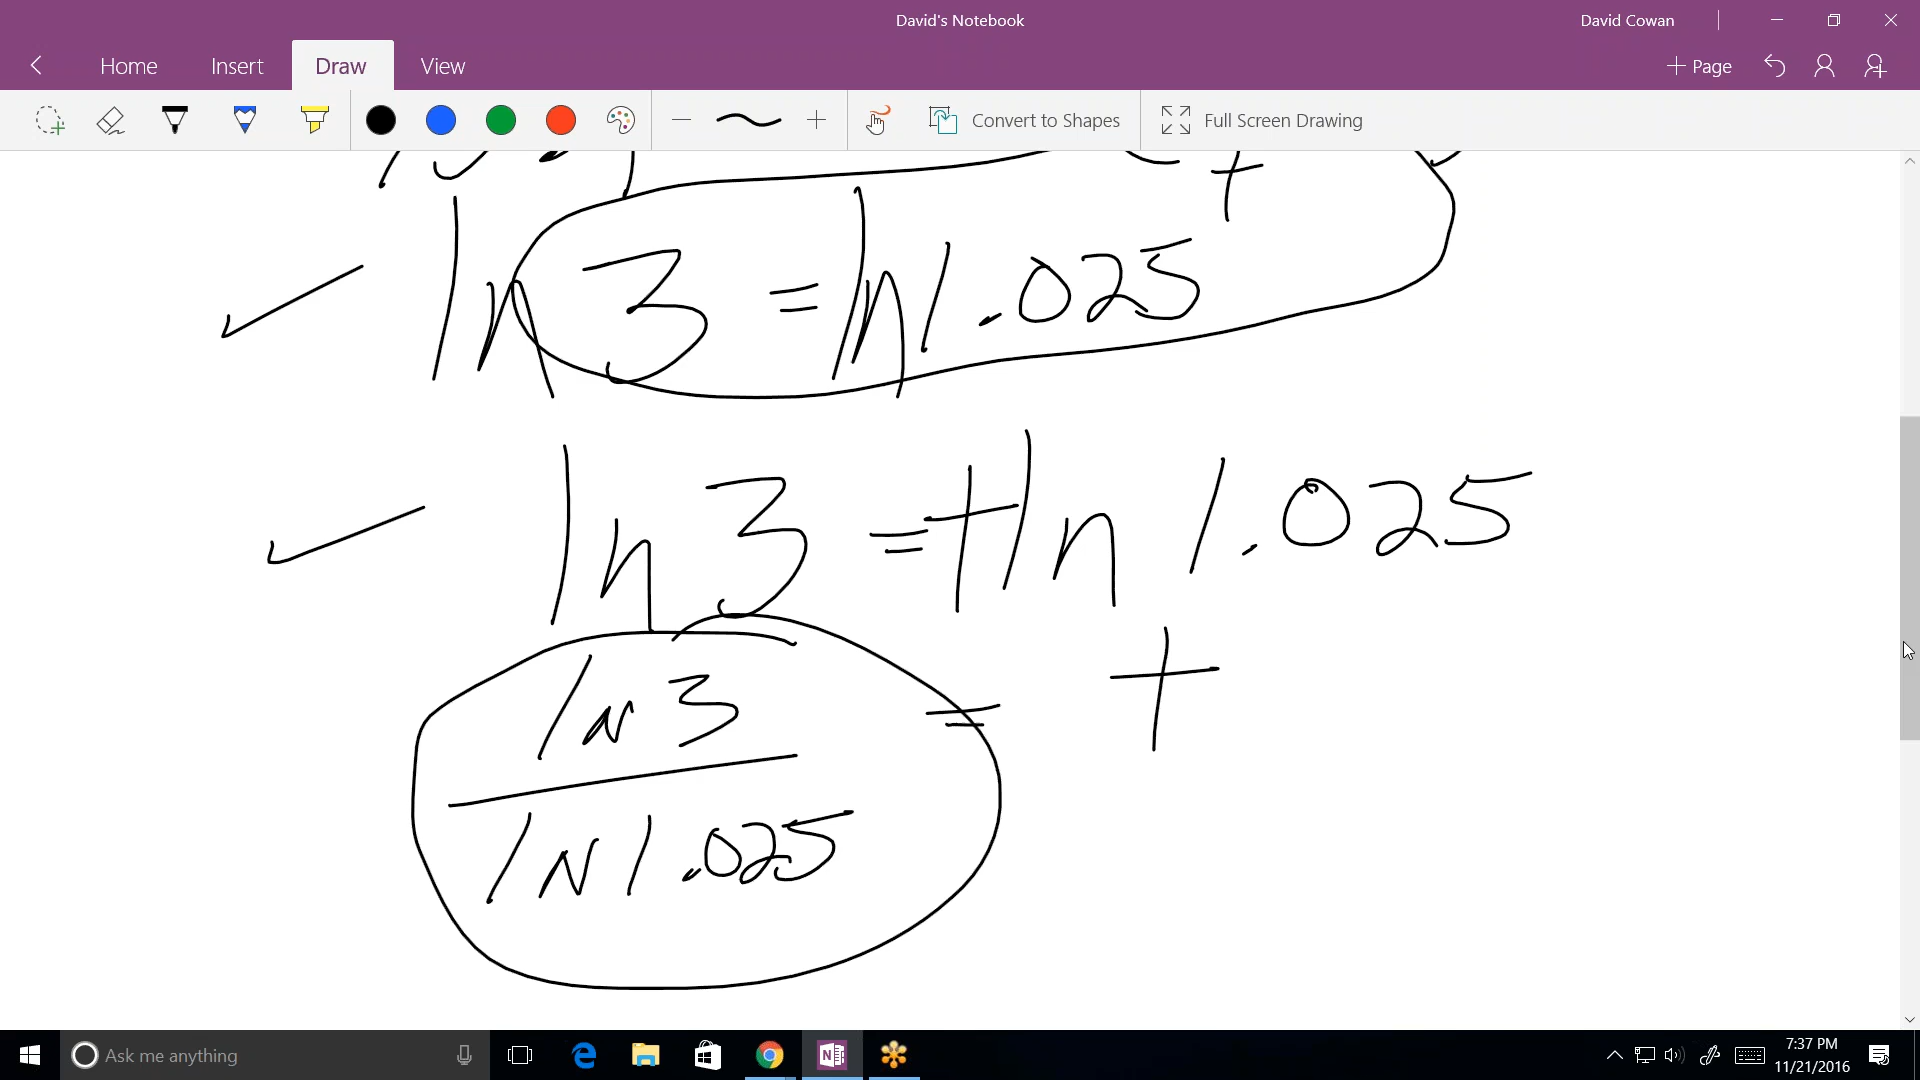 David's Notebook
David Cowan
Home Insert Draw View
Page
Convert to Shapes
Full Screen Drawing
t
ln 3 = ln 1.025
ln 3 = t ln 1.025
ln 3 = t
ln 1.025
Ask me anything
7:37 PM
11/21/2016